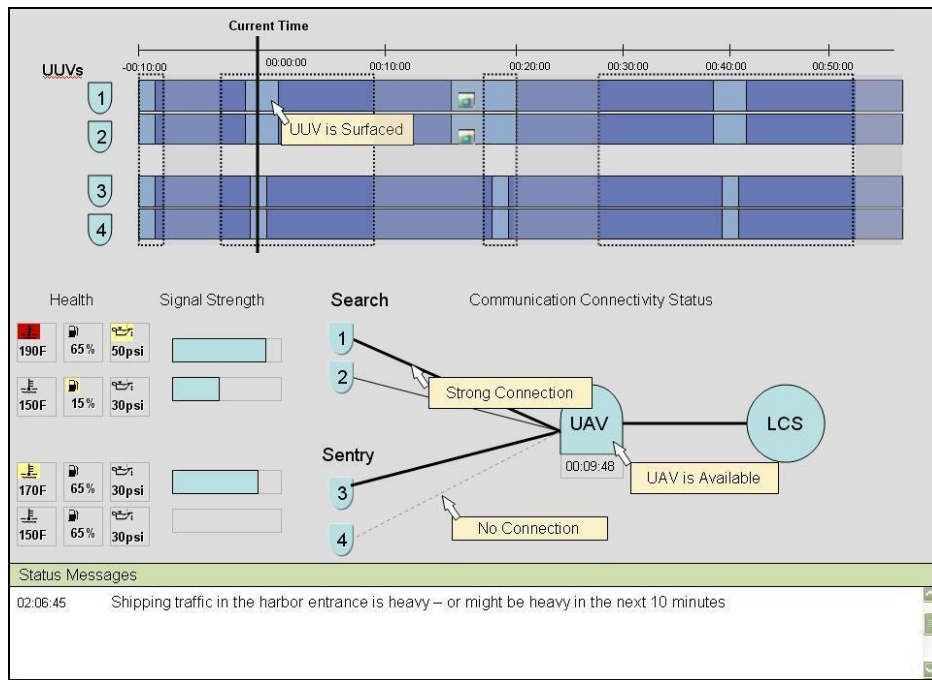 Current Time
UUVs
-00:10:00 00:00:00 00:10:00 00:20:00 00:30:00 00:40:00 00:50:00
1
UUV is Surfaced
2
3
4
Health Signal Strength Search Communication Connectivity Status
190F 65% 50psi
1
150F 15% 30psi
2
Strong Connection
UAV
LCS
00:09:48
UAV is Available
Sentry
170F 65% 30psi
3
150F 65% 30psi
4
No Connection
Status Messages
02:06:45 Shipping traffic in the harbor entrance is heavy – or might be heavy in the next 10 minutes